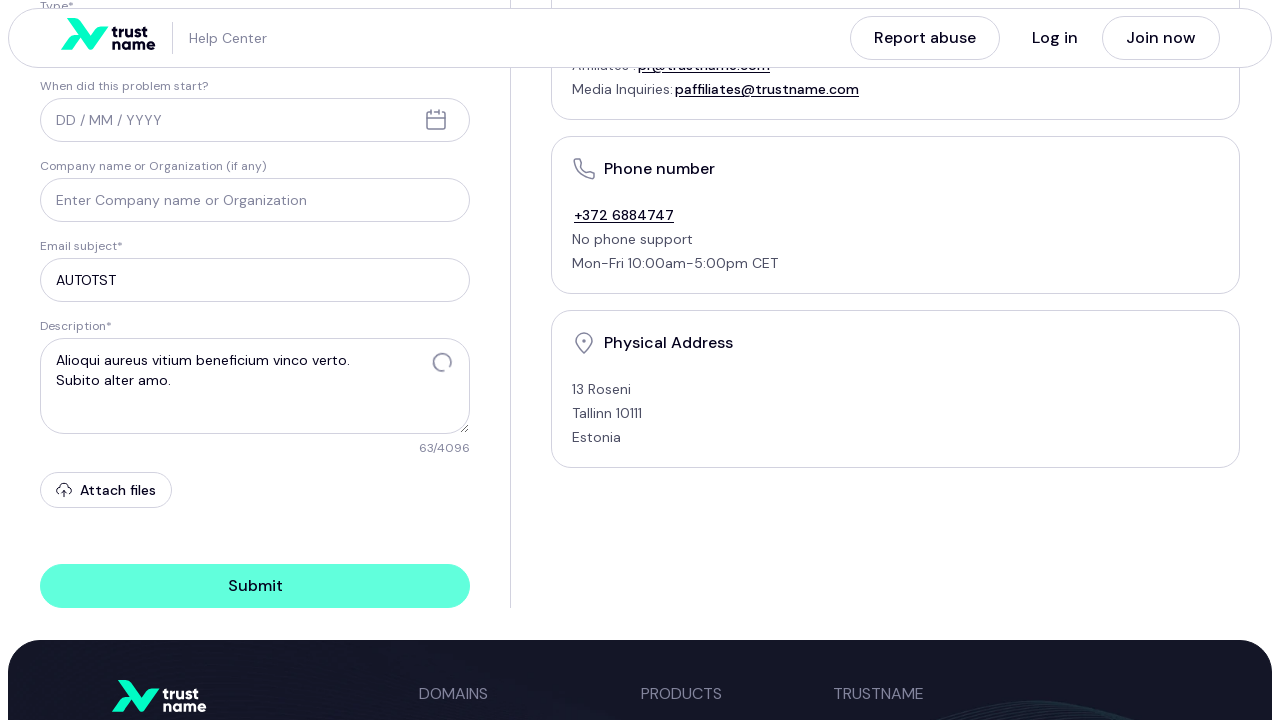 Type*
trust
name
Help Center
Report abuse
Log in
Join now
When did this problem start?
DD / MM / YYYY
Company name or Organization (if any)
Enter Company name or Organization
Email subject*
AUTOTST
Description*
Alioqui aureus vitium beneficium vinco verto.
Subito alter amo.
63/4096
Attach files
Submit
Affiliates : pr@trustname.com
Media Inquiries: paffiliates@trustname.com
Phone number
+372 6884747
No phone support
Mon-Fri 10:00am-5:00pm CET
Physical Address
13 Roseni
Tallinn 10111
Estonia
trust
name
DOMAINS
PRODUCTS
TRUSTNAME